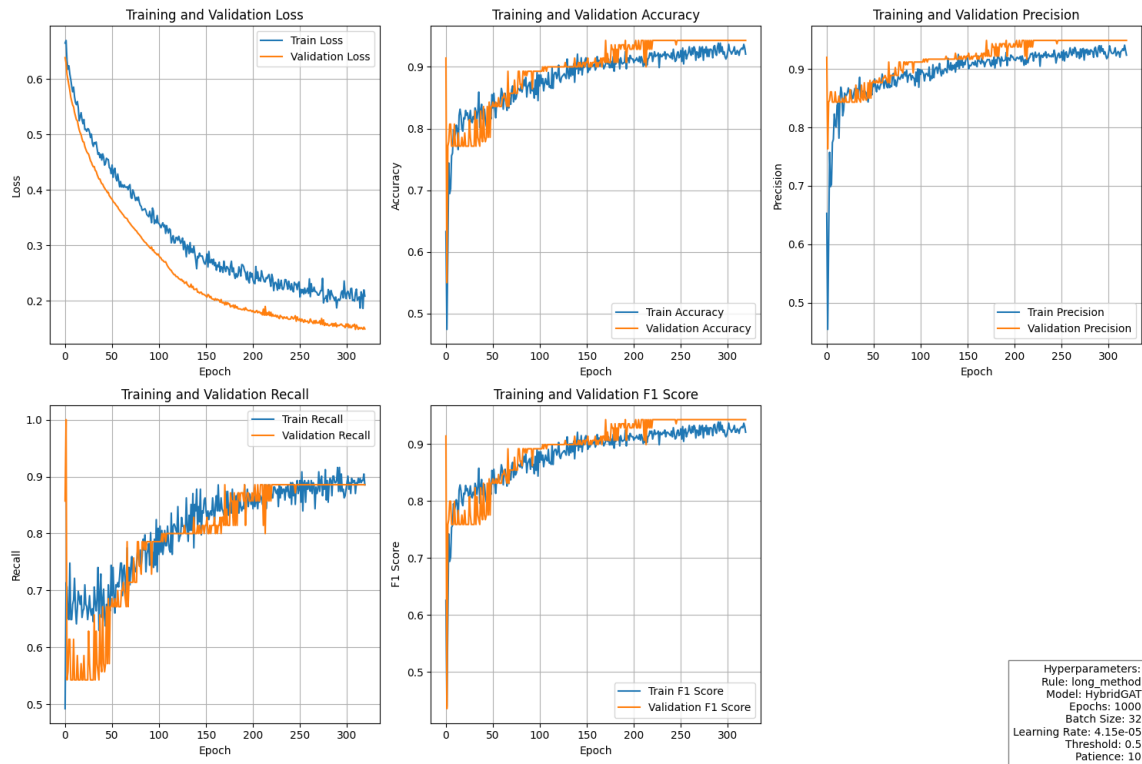 Training and Validation Loss
Train Loss
Validation Loss
0.6
0.5
0.4
0.3
0.2
Loss
0
50
100
150
200
250
300
Epoch
Training and Validation Accuracy
0.9
0.8
0.7
0.6
0.5
Accuracy
Train Accuracy
Validation Accuracy
0
50
100
150
200
250
300
Epoch
Training and Validation Precision
0.9
0.8
0.7
0.6
0.5
Precision
Train Precision
Validation Precision
0
50
100
150
200
250
300
Epoch
Training and Validation Recall
Train Recall
Validation Recall
1.0
0.9
0.8
0.7
0.6
0.5
Recall
0
50
100
150
200
250
300
Epoch
Training and Validation F1 Score
0.9
0.8
0.7
0.6
0.5
F1 Score
Train F1 Score
Validation F1 Score
0
50
100
150
200
250
300
Epoch
Hyperparameters:
Rule: long_method
Model: HybridGAT
Epochs: 1000
Batch Size: 32
Learning Rate: 4.15e-05
Threshold: 0.5
Patience: 10